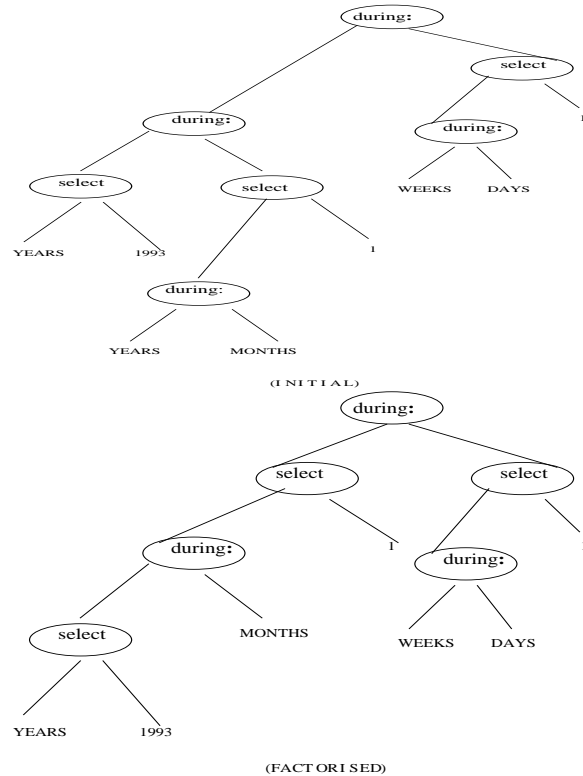 during:
select
during:
during:
select
select
WEEKS
DAYS
YEARS
1993
1
during:
YEARS
MONTHS
(INITIAL)
during:
select
select
1
during:
during:
select
MONTHS
WEEKS
DAYS
YEARS
1993
(FACTORISED)